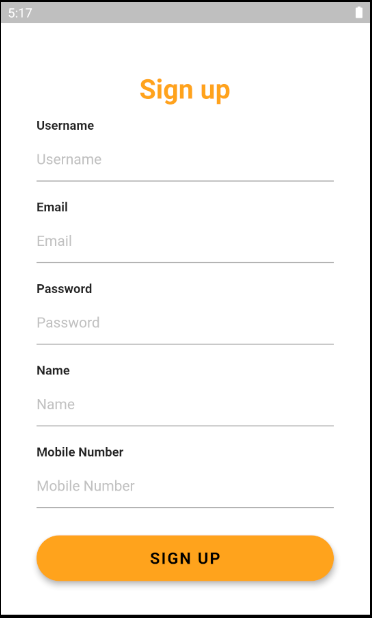 5:17
Sign up
Username
Username
Email
Email
Password
Password
Name
Name
Mobile Number
Mobile Number
SIGN UP